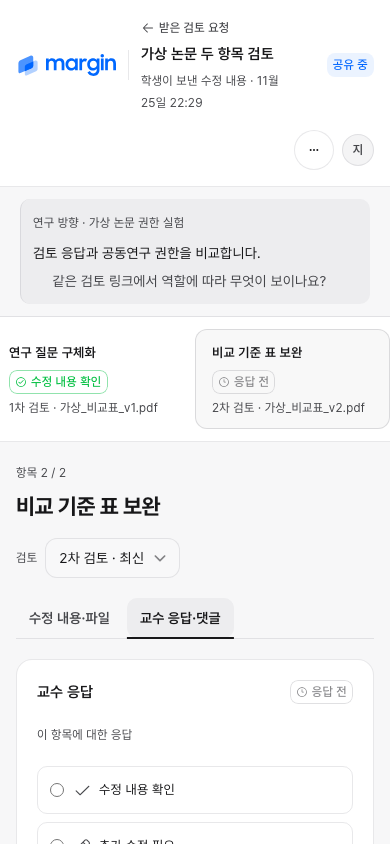 ← 받은 검토 요청
margin
가상 논문 두 항목 검토
공유 중
학생이 보낸 수정 내용 · 11월
25일 22:29
지
연구 방향 · 가상 논문 권한 실험
검토 응답과 공동연구 권한을 비교합니다.
같은 검토 링크에서 역할에 따라 무엇이 보이나요?
연구 질문 구체화
수정 내용 확인
1차 검토 · 가상_비교표_v1.pdf
비교 기준 표 보완
응답 전
2차 검토 · 가상_비교표_v2.pdf
항목 2 / 2
비교 기준 표 보완
검토
2차 검토 · 최신
수정 내용·파일
교수 응답·댓글
교수 응답
응답 전
이 항목에 대한 응답
수정 내용 확인